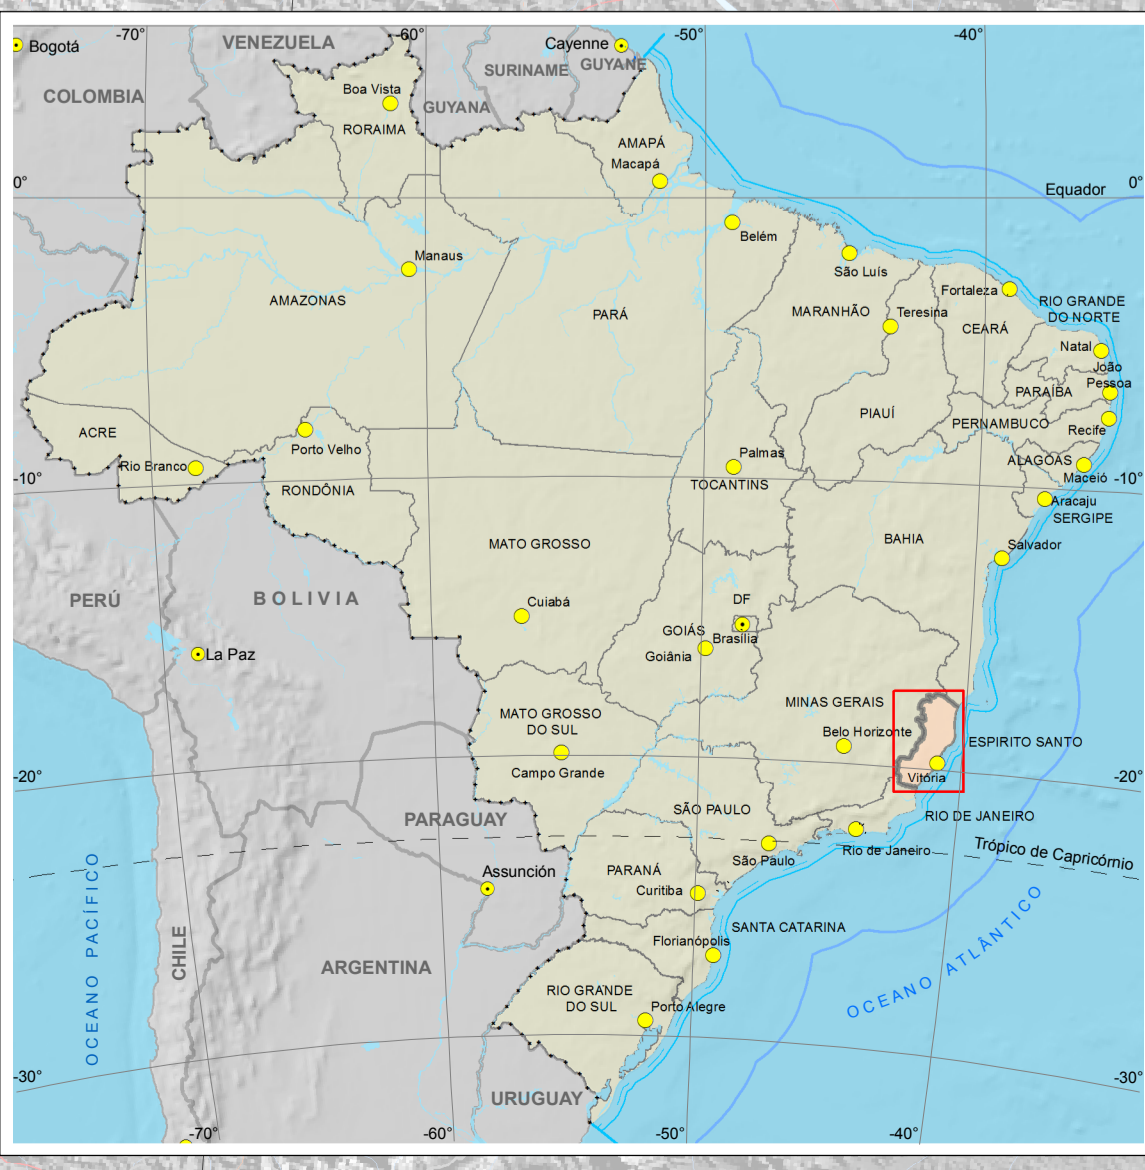 -70°
-60°
-50°
-40°
Bogotá
VENEZUELA
Cayenne
SURINAME
GUYANE
COLOMBIA
Boa Vista
GUYANA
RORAIMA
AMAPÁ
Macapá
0°
Equador
0°
Belém
Manaus
São Luís
AMAZONAS
PARÁ
MARANHÃO
Teresina
Fortaleza
CEARÁ
RIO GRANDE
DO NORTE
Natal
João
Pessoa
PARAÍBA
PIAUÍ
PERNAMBUCO
Recife
ACRE
Rio Branco
Porto Velho
RONDÔNIA
Palmas
TOCANTINS
ALAGOAS
Maceió
-10°
-10°
Aracaju
SERGIPE
MATO GROSSO
BAHIA
Salvador
PERÚ
BOLIVIA
Cuiabá
DF
GOIÁS
Brasília
Goiânia
La Paz
MATO GROSSO
DO SUL
MINAS GERAIS
Belo Horizonte
ESPIRITO SANTO
Campo Grande
Vitória
-20°
-20°
PARAGUAY
SÃO PAULO
RIO DE JANEIRO
São Paulo
Rio de Janeiro
Trópico de Capricórnio
Assunción
PARANÁ
Curitiba
OCEANO PACÍFICO
CHILE
ARGENTINA
SANTA CATARINA
Florianópolis
OCEANO ATLÂNTICO
RIO GRANDE
DO SUL
Porto Alegre
-30°
-30°
URUGUAY
-70°
-60°
-50°
-40°